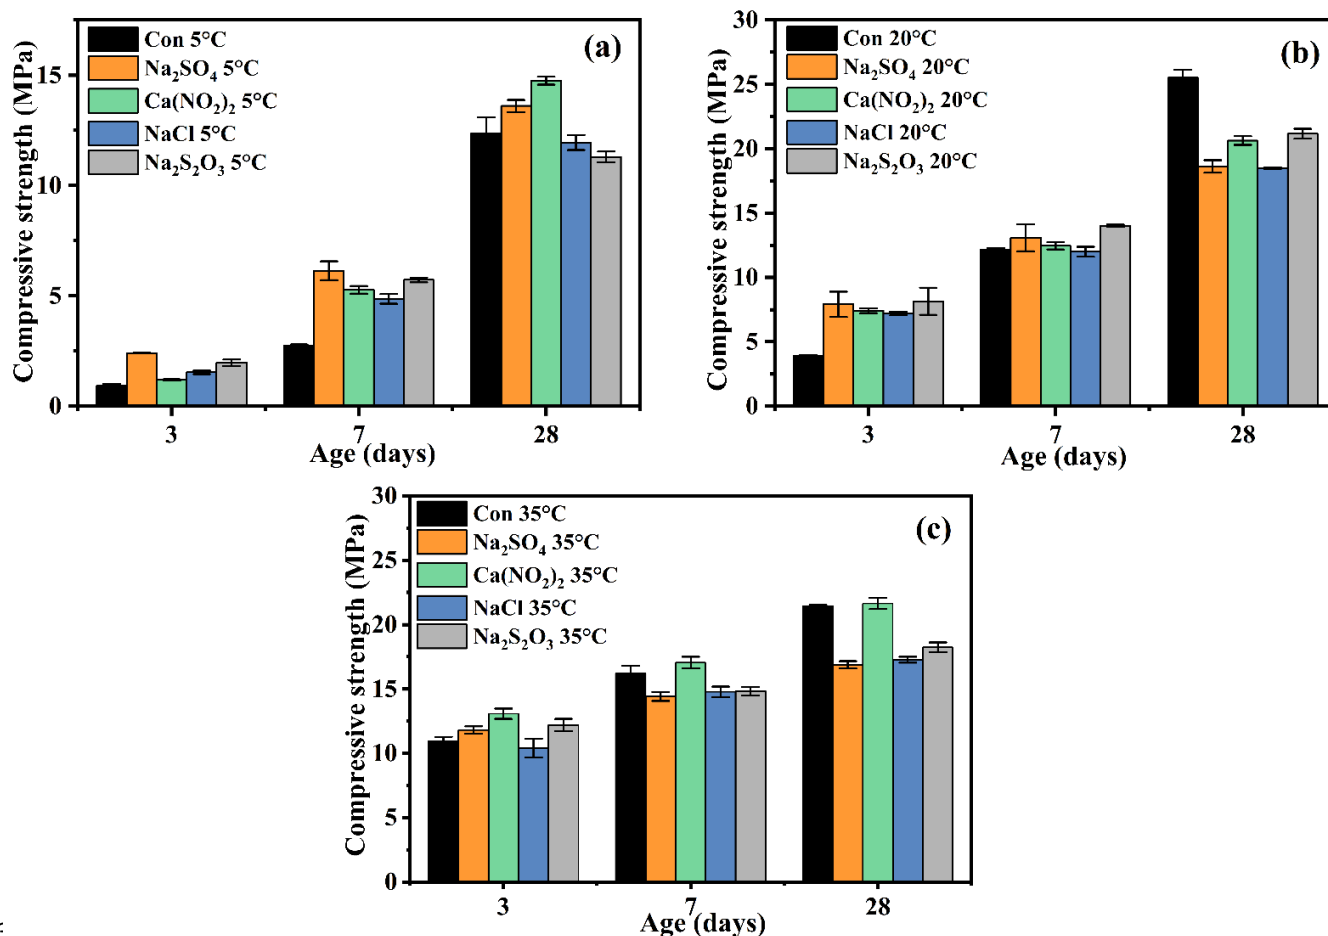 (a)
Con 5°C
Na₂SO₄ 5°C
Ca(NO₂)₂ 5°C
NaCl 5°C
Na₂S₂O₃ 5°C
Compressive strength (MPa)
15
10
5
0
3
7
28
Age (days)
(b)
Con 20°C
Na₂SO₄ 20°C
Ca(NO₂)₂ 20°C
NaCl 20°C
Na₂S₂O₃ 20°C
Compressive strength (MPa)
30
25
20
15
10
5
0
3
7
28
Age (days)
(c)
Con 35°C
Na₂SO₄ 35°C
Ca(NO₂)₂ 35°C
NaCl 35°C
Na₂S₂O₃ 35°C
Compressive strength (MPa)
30
25
20
15
10
5
0
3
7
28
Age (days)